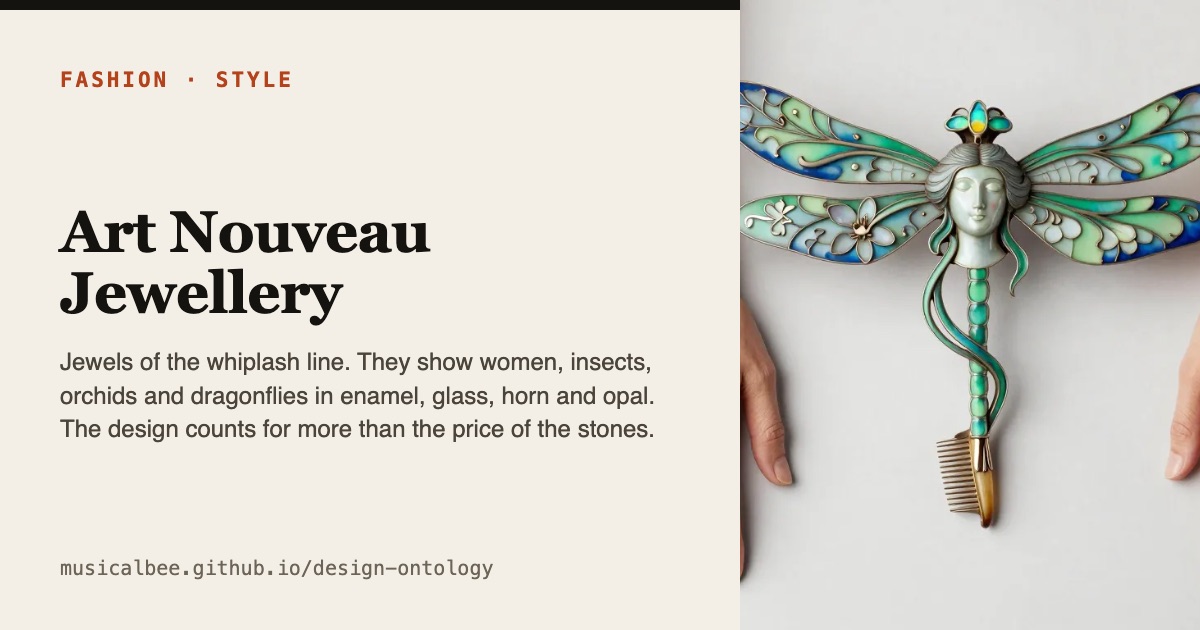 FASHION · STYLE
Art Nouveau
Jewellery
Jewels of the whiplash line. They show women, insects,
orchids and dragonflies in enamel, glass, horn and opal.
The design counts for more than the price of the stones.
musicalbee.github.io/design-ontology